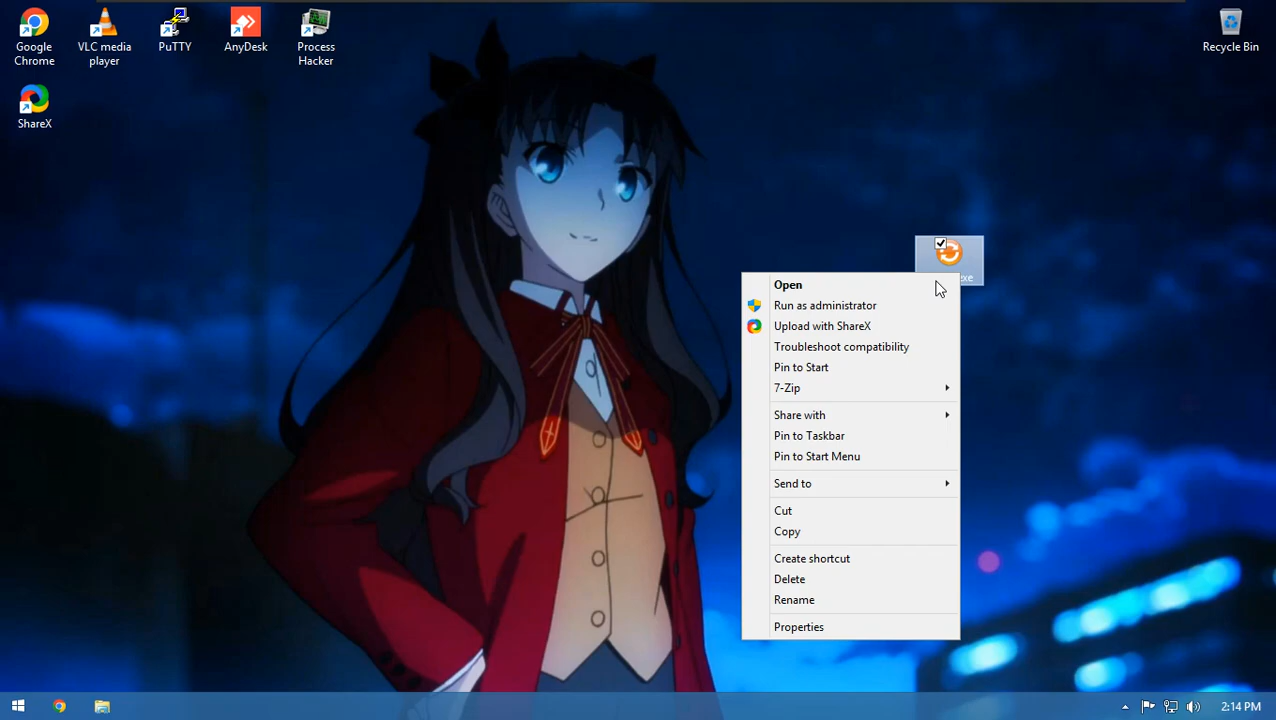 Google
Chrome
VLC media
player
PuTTY
AnyDesk
Process
Hacker
Recycle Bin
ShareX
Open
Run as administrator
Upload with ShareX
Troubleshoot compatibility
Pin to Start
7-Zip
Share with
Pin to Taskbar
Pin to Start Menu
Send to
Cut
Copy
Create shortcut
Delete
Rename
Properties
2:14 PM